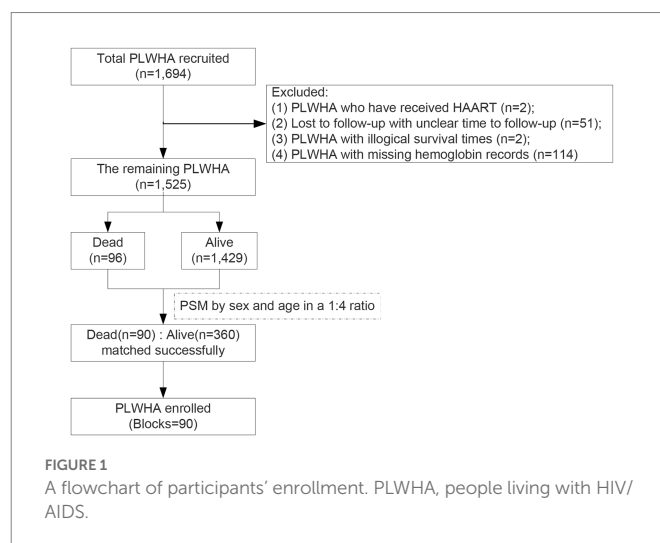 Total PLWHA recruited
(n=1,694)
Excluded:
(1) PLWHA who have received HAART (n=2);
(2) Lost to follow-up with unclear time to follow-up (n=51);
(3) PLWHA with illogical survival times (n=2);
(4) PLWHA with missing hemoglobin records (n=114)
The remaining PLWHA
(n=1,525)
Dead
(n=96)
Alive
(n=1,429)
PSM by sex and age in a 1:4 ratio
Dead(n=90) : Alive(n=360)
matched successfully
PLWHA enrolled
(Blocks=90)
FIGURE 1
A flowchart of participants’ enrollment. PLWHA, people living with HIV/
AIDS.